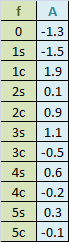 f A
0 -1.3
1s -1.5
1c 1.9
2s 0.1
2c 0.9
3s 1.1
3c -0.5
4s 0.6
4c -0.2
5s 0.3
5c -0.1